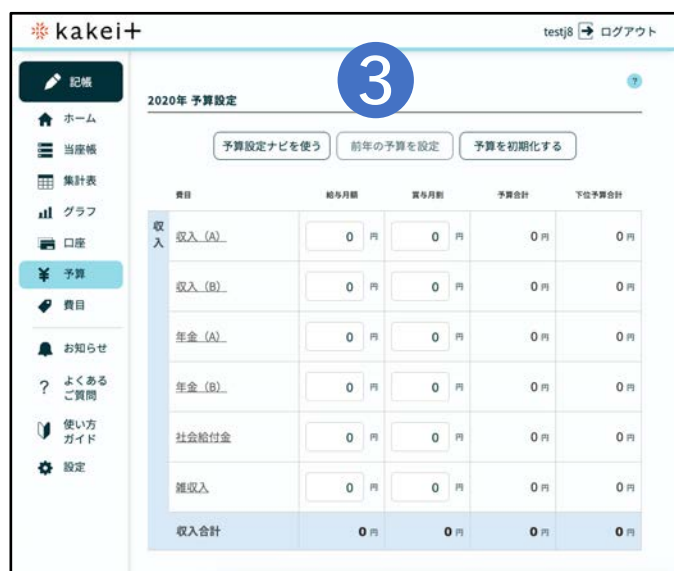 kakei+
testj8 ログアウト
記帳
ホーム
当座帳
集計表
グラフ
口座
予算
費目
お知らせ
よくある
ご質問
使い方
ガイド
設定
3
?
2020年 予算設定
予算設定ナビを使う 前年の予算を設定 予算を初期化する
費目 給与月額 賞与月割 予算合計 下位予算合計
収入
収入（A） 0 円 0 円 0 円 0 円
収入（B） 0 円 0 円 0 円 0 円
年金（A） 0 円 0 円 0 円 0 円
年金（B） 0 円 0 円 0 円 0 円
社会給付金 0 円 0 円 0 円 0 円
雑収入 0 円 0 円 0 円 0 円
収入合計 0 円 0 円 0 円 0 円